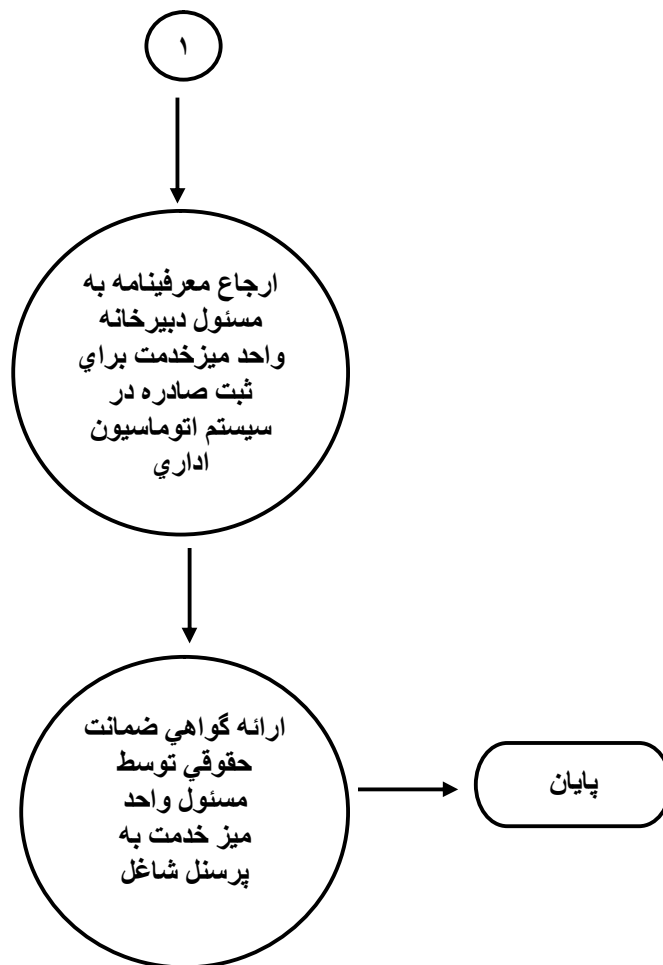 ۱
ارجاع معرفينامه به
مسئول دبيرخانه
واحد ميزخدمت براي
ثبت صادره در
سيستم اتوماسيون
اداري
ارائه گواهي ضمانت
حقوقي توسط
مسئول واحد
ميز خدمت به
پرسنل شاغل
پايان